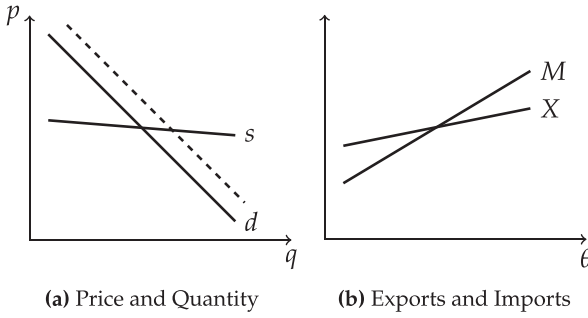 p
s
d
q
(a) Price and Quantity
M
X
θ
(b) Exports and Imports